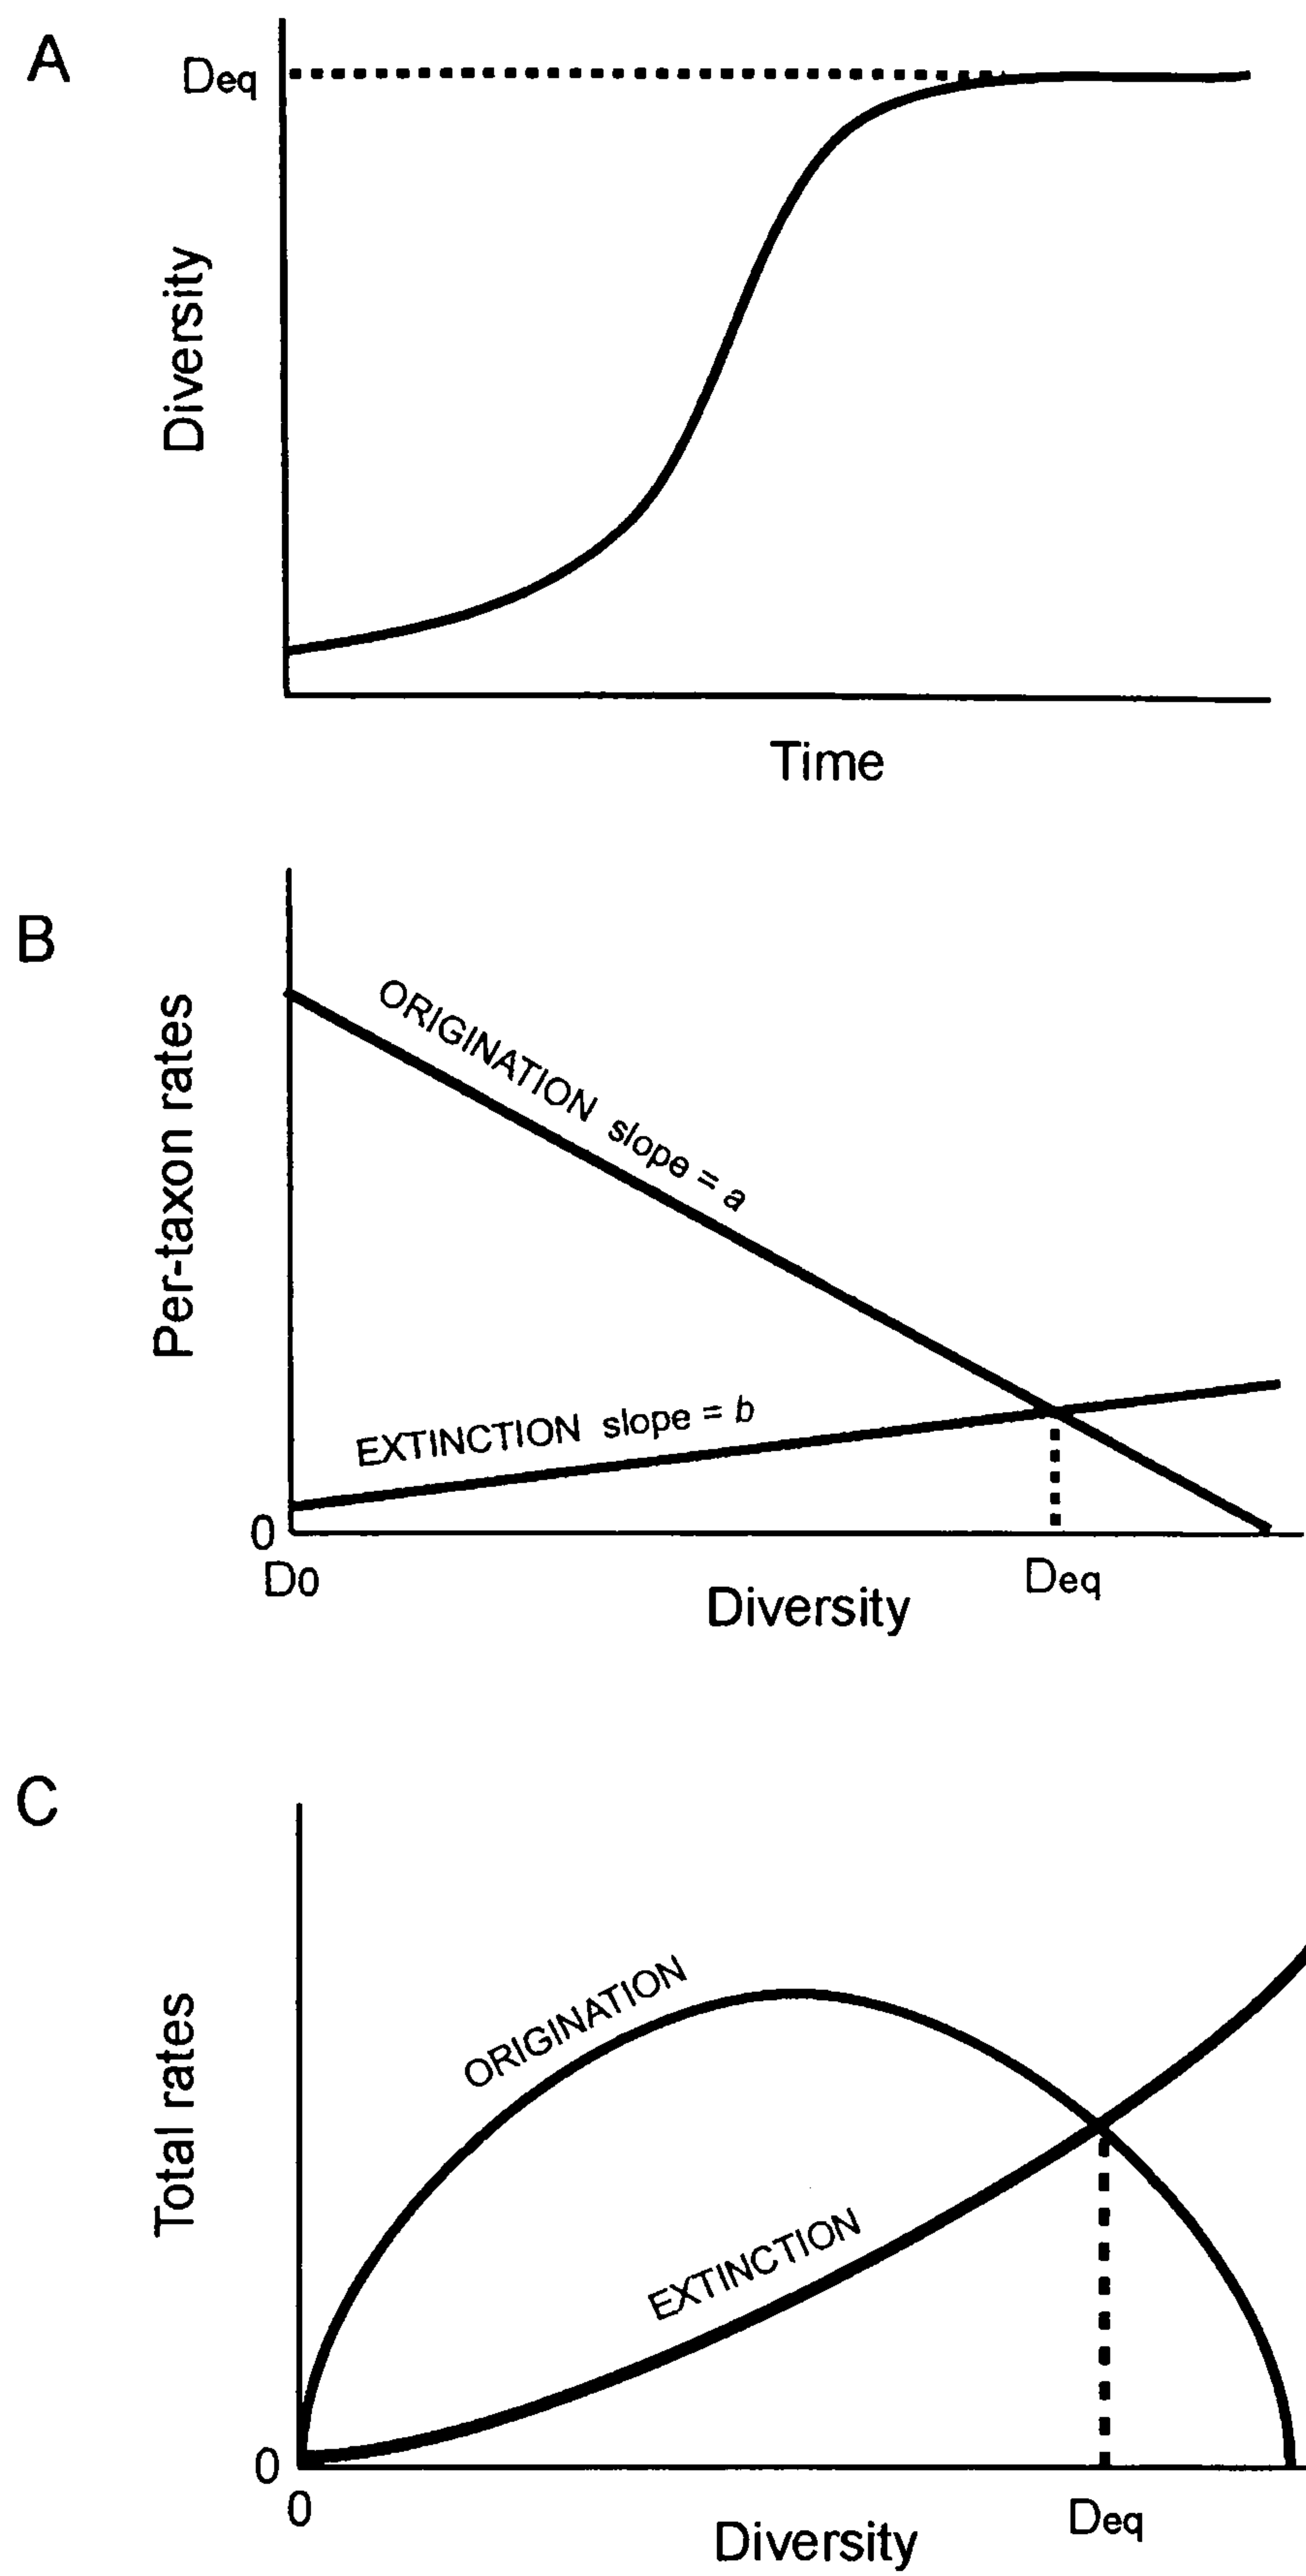 A
Deq
Diversity
Time
B
Per-taxon rates
ORIGINATION slope = a
EXTINCTION slope = b
0
Do
Deq
Diversity
C
Total rates
ORIGINATION
EXTINCTION
0
0
Deq
Diversity